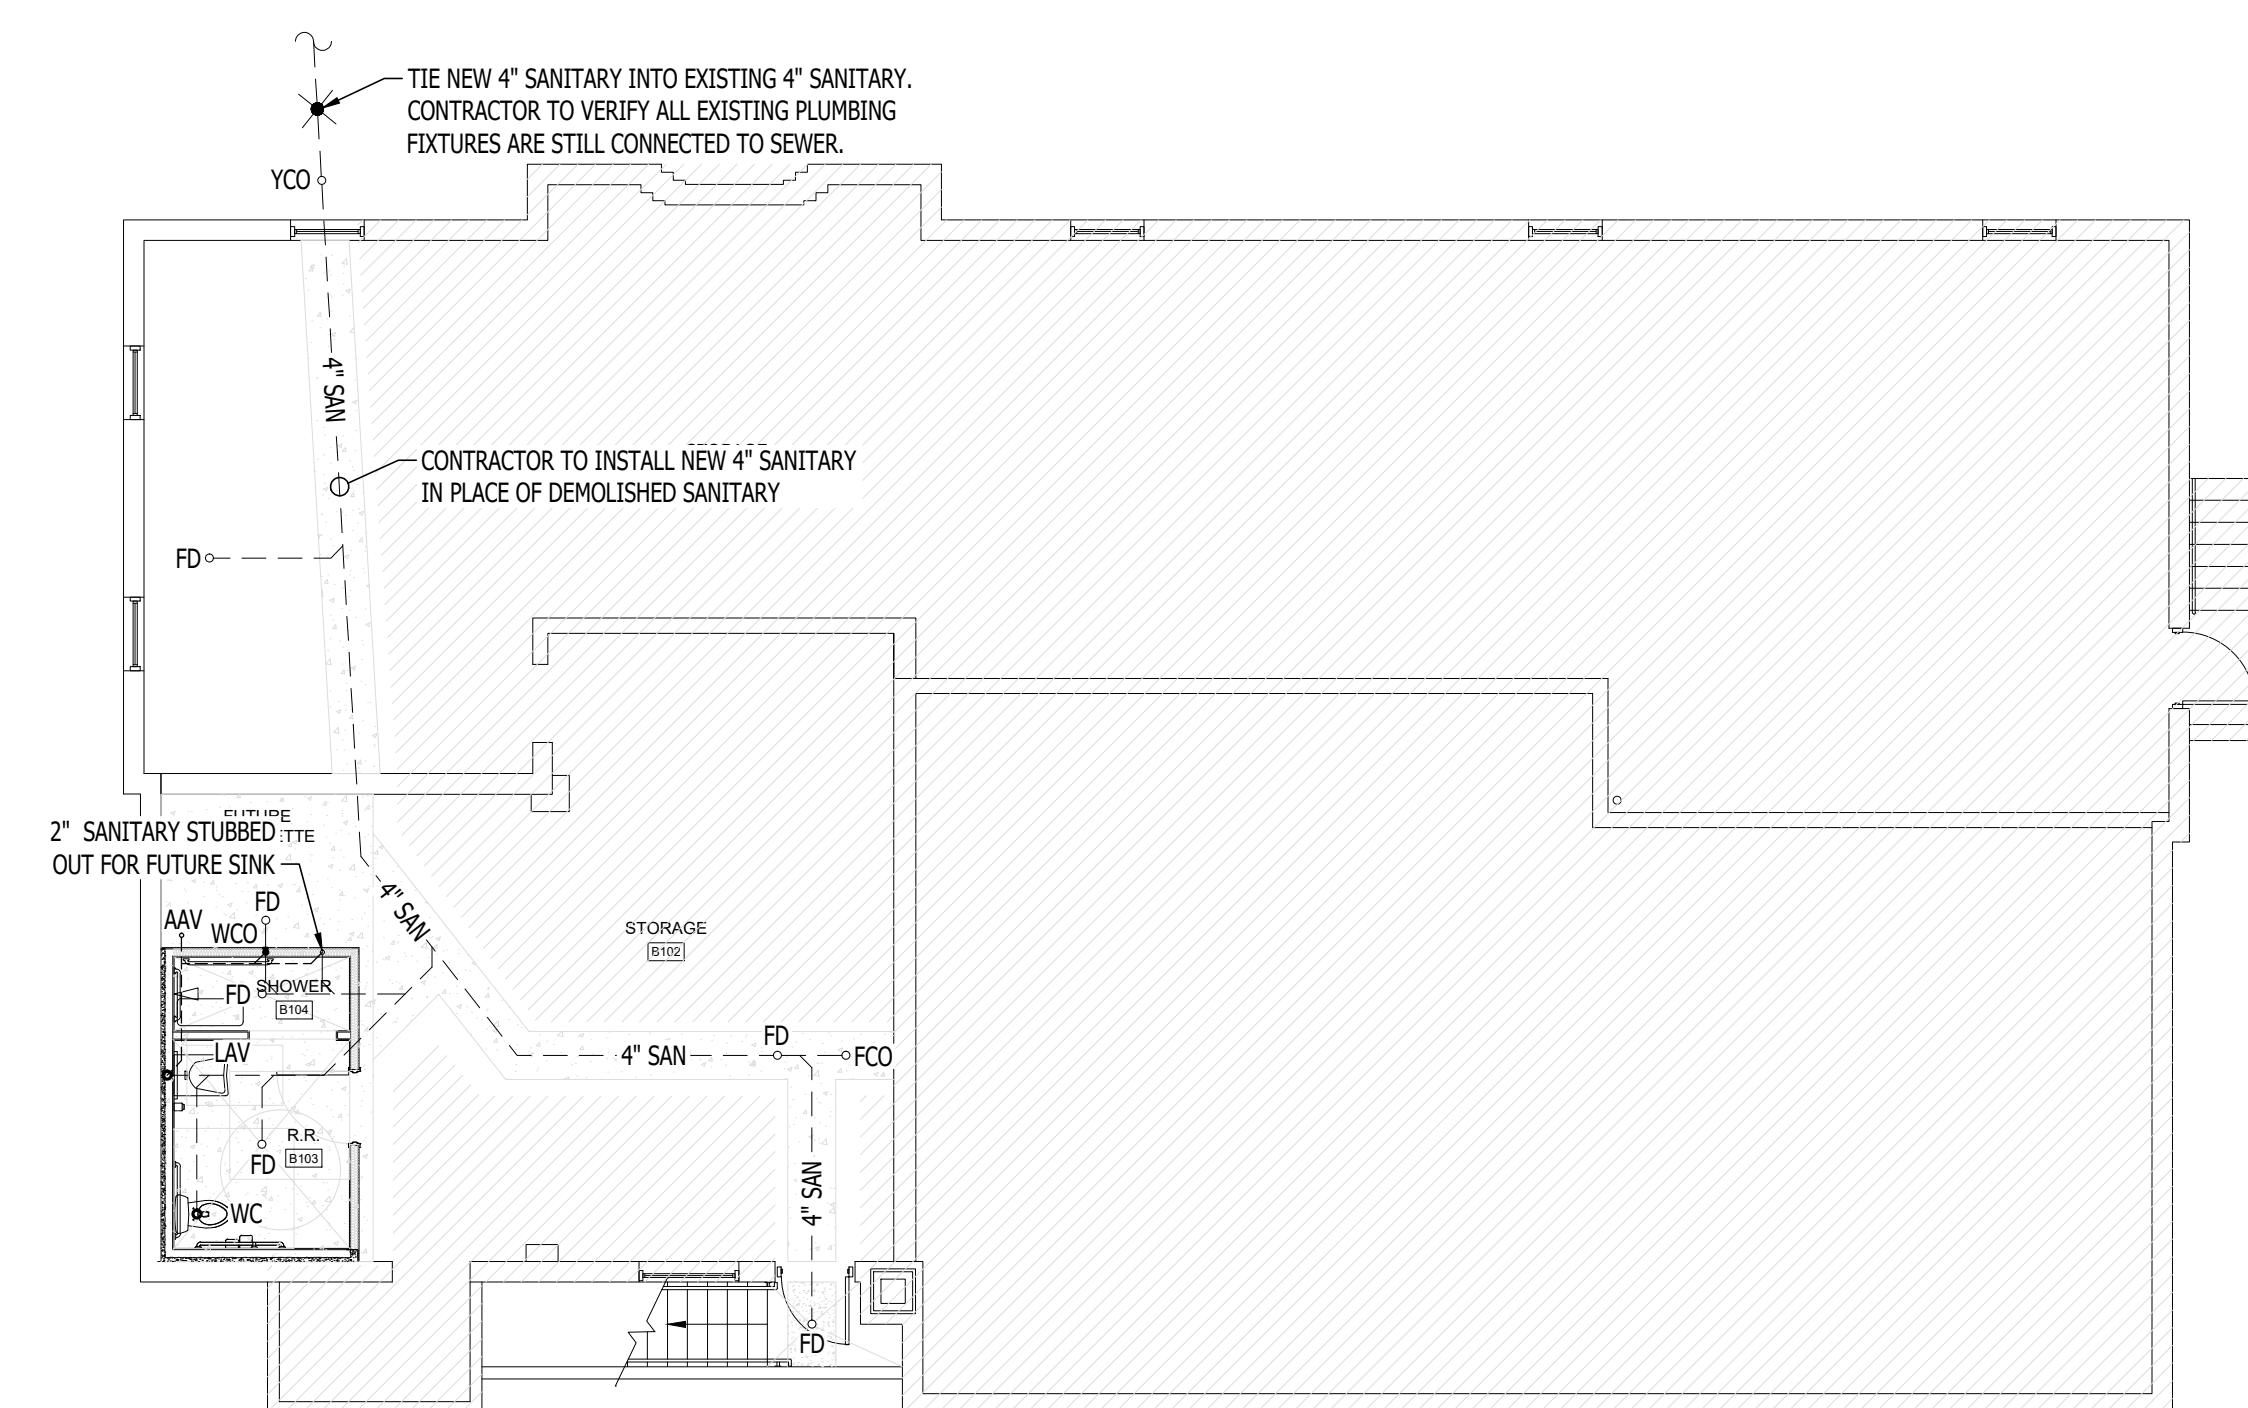 TIE NEW 4" SANITARY INTO EXISTING 4" SANITARY.
CONTRACTOR TO VERIFY ALL EXISTING PLUMBING
FIXTURES ARE STILL CONNECTED TO SEWER.
YCO
4" SAN
CONTRACTOR TO INSTALL NEW 4" SANITARY
IN PLACE OF DEMOLISHED SANITARY
FD
FUTURE
2" SANITARY STUBBED
OUT FOR FUTURE SINK
4" SAN
FD
AAV
WCO
STORAGE
B102
SHOWER
FD
B104
FD
4" SAN
FCO
LAV
R.R.
B103
FD
4" SAN
WC
FD